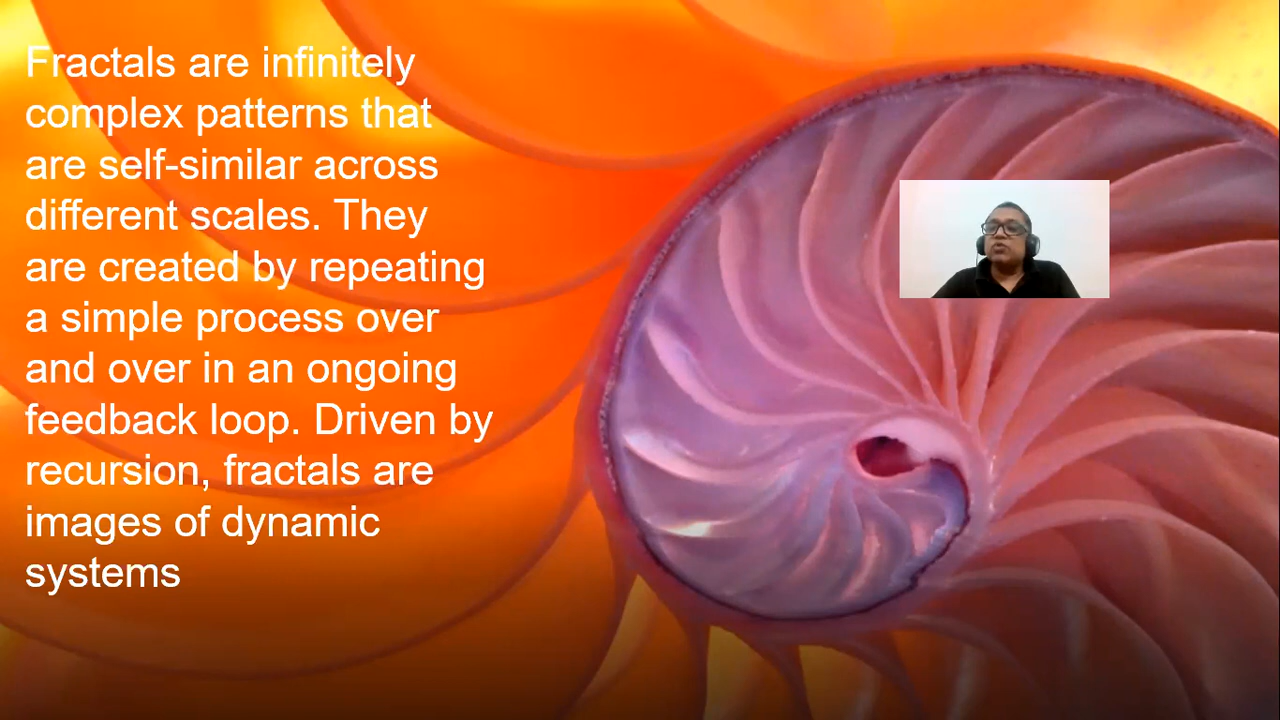 Fractals are infinitely
complex patterns that
are self-similar across
different scales. They
are created by repeating
a simple process over
and over in an ongoing
feedback loop. Driven by
recursion, fractals are
images of dynamic
systems